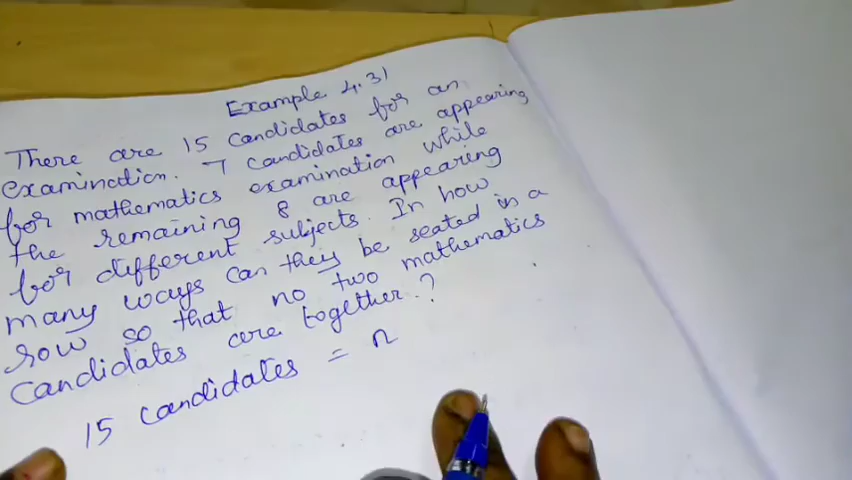 Example 4.31
There are 15 candidates for an
examination. 7 candidates are appearing
for mathematics examination while
the remaining 8 are appearing
for different subjects. In how
many ways can they be seated in a
row so that no two mathematics
candidates are together?
15 candidates = n